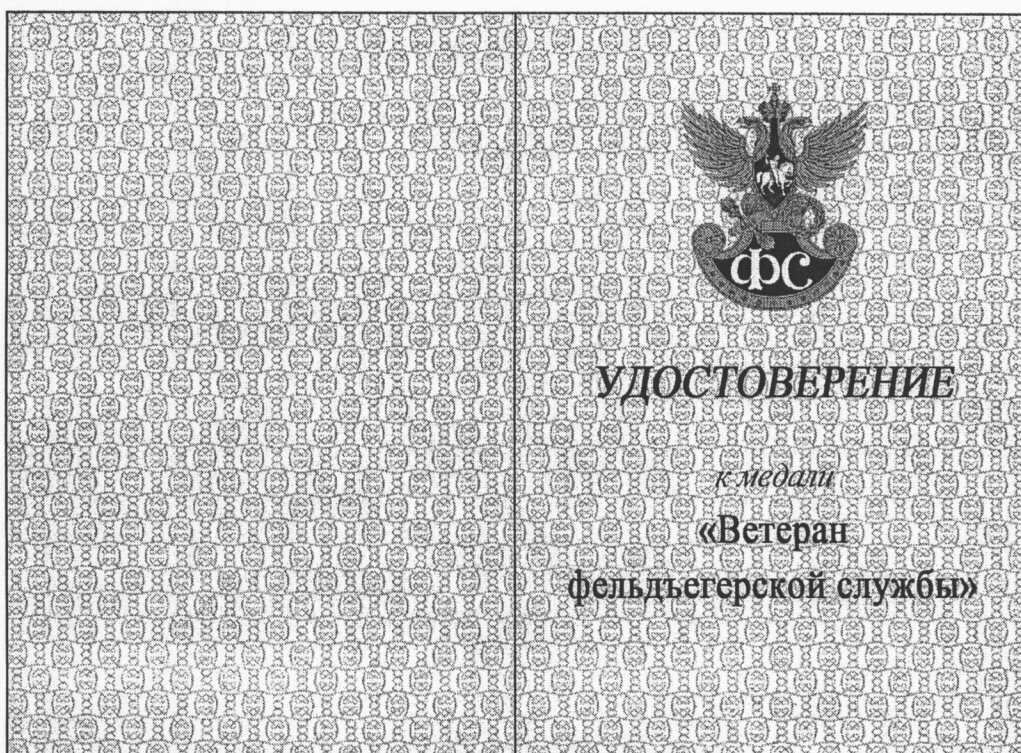 фс
УДОСТОВЕРЕНИЕ
к медали
«Ветеран
фельдъегерской службы»